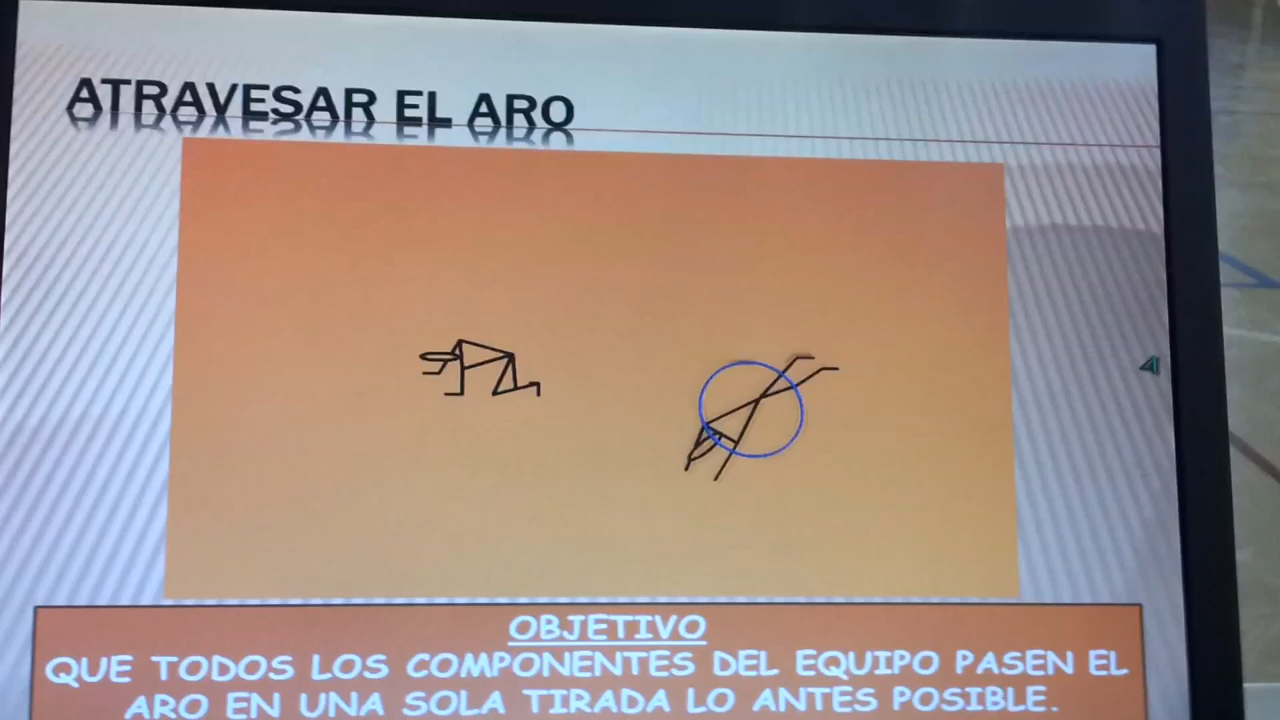 ATRAVESAR EL ARO
OBJETIVO
QUE TODOS LOS COMPONENTES DEL EQUIPO PASEN EL
ARO EN UNA SOLA TIRADA LO ANTES POSIBLE.